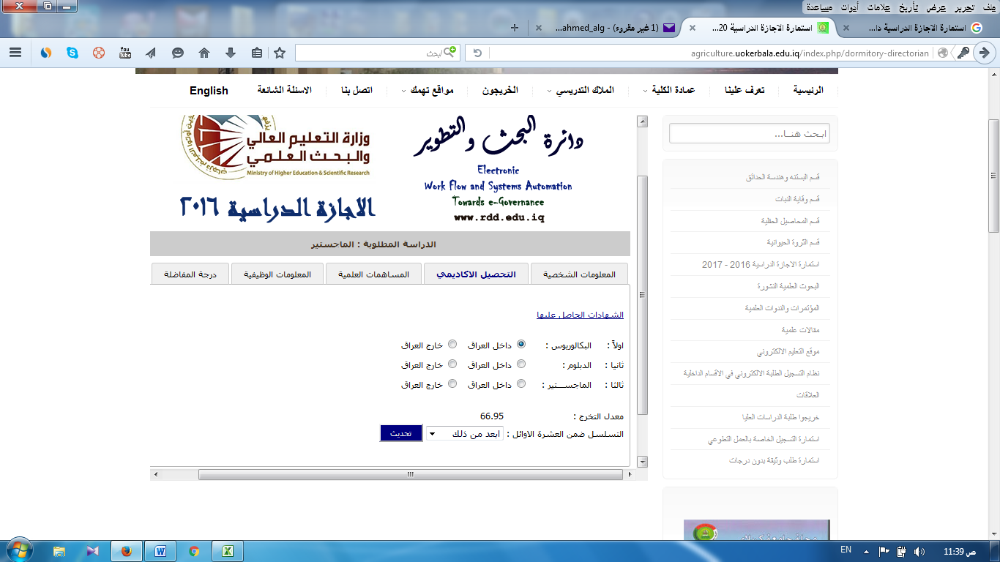 ملف تحرير عرض تأريخ علامات أدوات مساعدة
استمارة الاجازة الدراسية دا...
استمارة الاجازة الدراسية 20...
(1 غير مقروء) - ahmed_alg...
agriculture.uokerbala.edu.iq/index.php/dormitory-directorian
ابحث
You Tube
الرئيسية
تعرف علينا
عمادة الكلية
الملاك التدريسي
الخريجون
مواقع تهمك
اتصل بنا
الاسئلة الشائعة
English
ابحث هنـا...
قسم البستنه وهندسة الحدائق
قسم وقاية النبات
قسم المحاصيل الحقلية
قسم الثروة الحيوانية
استمارة الاجازة الدراسية 2016 - 2017
البحوث العلمية النشورة
المؤتمرات والندوات العلمية
مقالات علمية
موقع التعليم الالكتروني
نظام التسجيل الطلبة الالكتروني في الاقسام الداخلية
العلاقات
خريجوا طلبة الدراسات العليا
استمارة التسجيل الخاصة بالعمل التطوعي
استمارة طلب وثيقة بدون درجات
دائرة البحث والتطوير
Electronic
Work Flow and Systems Automation
Towards e-Governance
www.rdd.edu.iq
وزارة التعليم العالي
والبحث العلمي
Ministry of Higher Education & Scientific Research
الاجازة الدراسية ٢٠١٦
الدراسة المطلوبة : الماجستير
المعلومات الشخصية
التحصيل الاكاديمي
المساهمات العلمية
المعلومات الوظيفية
درجة المفاضلة
الشهادات الحاصل عليها
اولاً : البكالوريوس : داخل العراق خارج العراق
ثانيا : الدبلوم : داخل العراق خارج العراق
ثالثا : الماجســـتير : داخل العراق خارج العراق
معدل التخرج : 66.95
التسلسل ضمن العشرة الاوائل : ابعد من ذلك تحديث
مجلة جامعة كربلاء
EN
11:39 ص